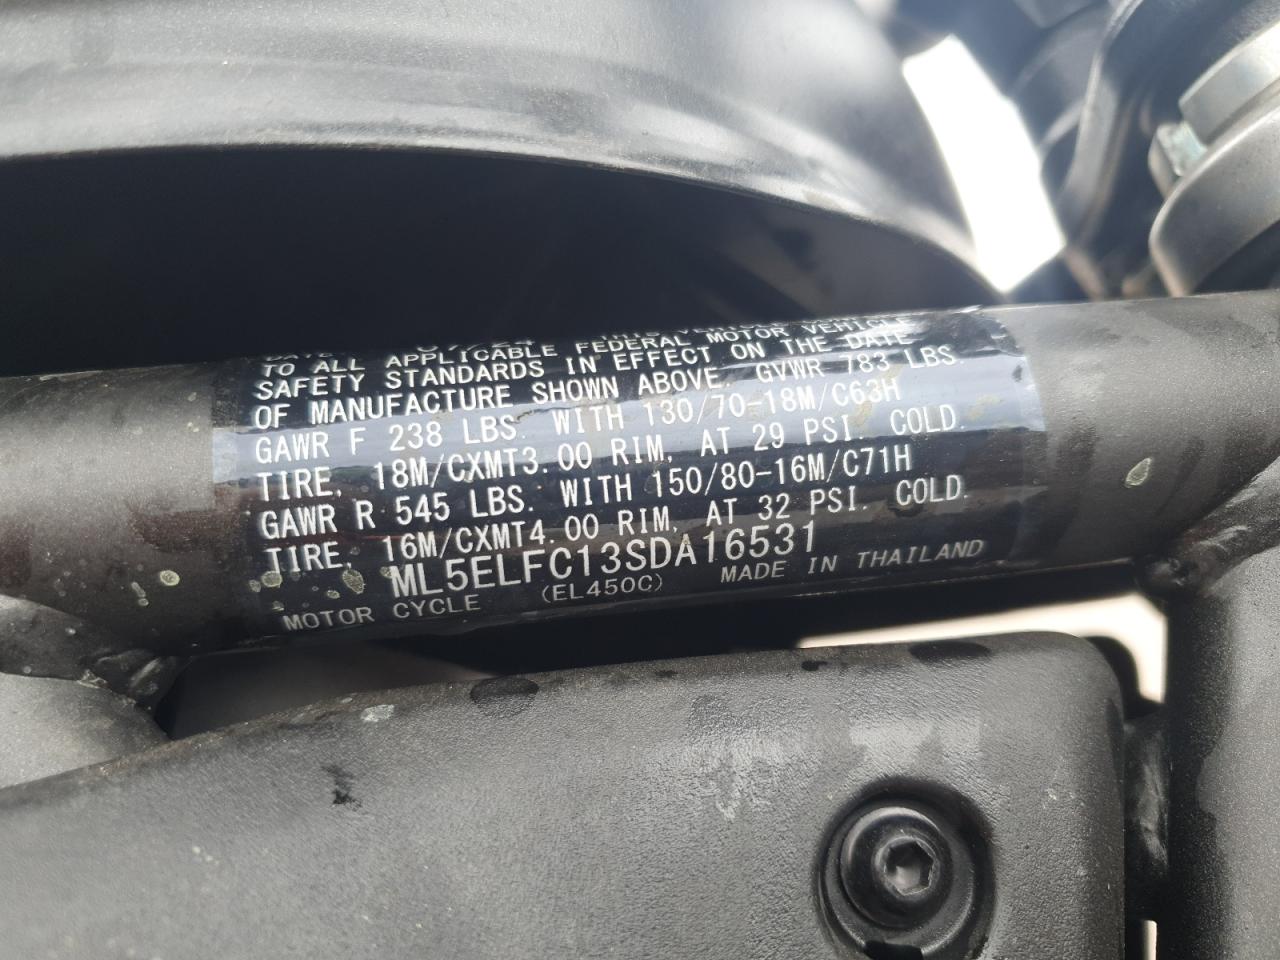 TO ALL APPLICABLE FEDERAL MOTOR VEHICLE
SAFETY STANDARDS IN EFFECT ON THE DATE
OF MANUFACTURE SHOWN ABOVE. GVWR 783 LBS.
GAWR F 238 LBS. WITH 130/70-18M/C63H
TIRE, 18M/CXMT3.00 RIM, AT 29 PSI. COLD.
GAWR R 545 LBS. WITH 150/80-16M/C71H
TIRE, 16M/CXMT4.00 RIM, AT 32 PSI. COLD.
ML5ELFC13SDA16531
MOTOR CYCLE (EL450C) MADE IN THAILAND